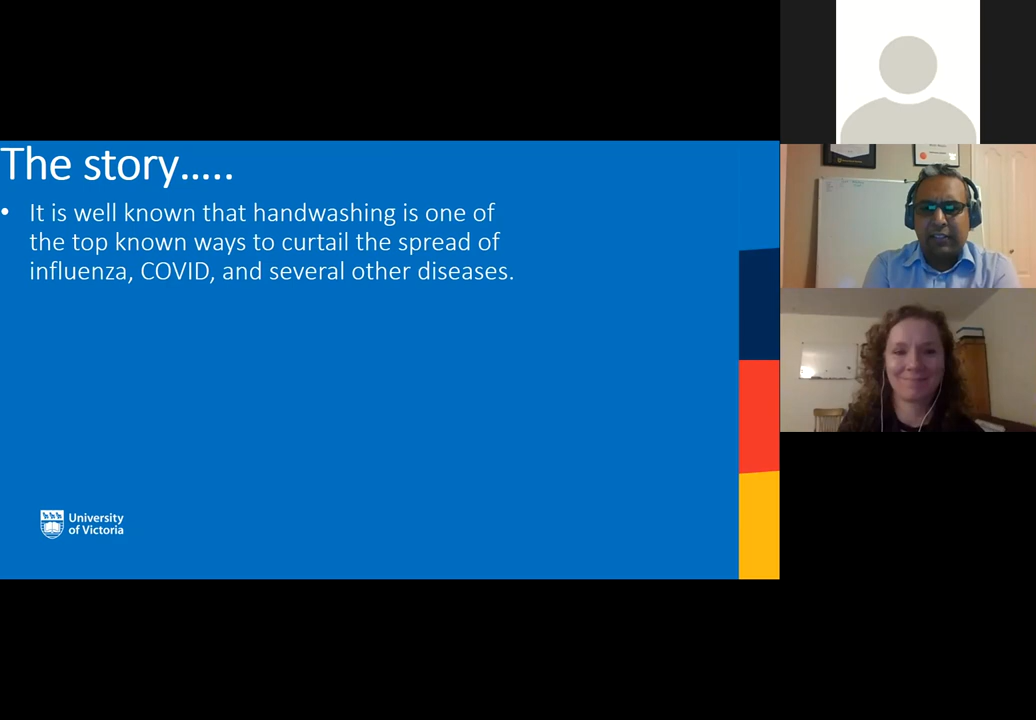 The story…..
• It is well known that handwashing is one of
the top known ways to curtail the spread of
influenza, COVID, and several other diseases.
University
of Victoria